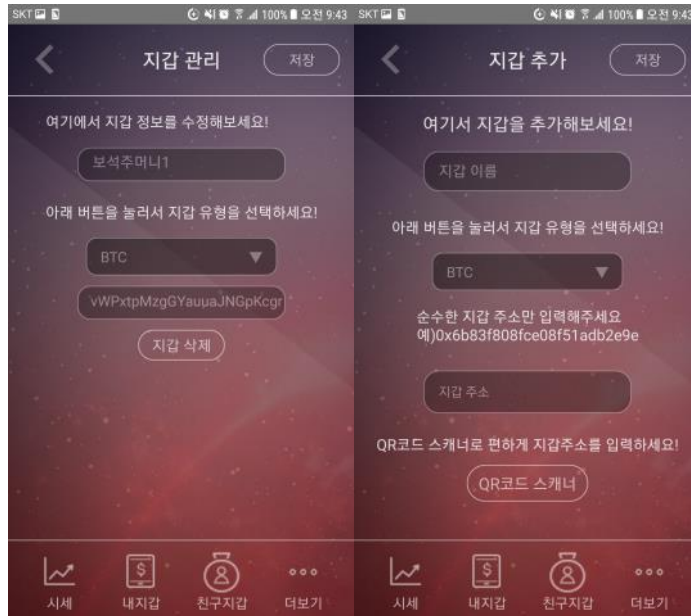 SKT 100% 오전 9:43
지갑 관리
저장
여기에서 지갑 정보를 수정해보세요!
보석주머니1
아래 버튼을 눌러서 지갑 유형을 선택하세요!
BTC
vWPxtpMzgGYauuaJNGpKcgr
지갑 삭제
시세 내지갑 친구지갑 더보기
SKT 100% 오전 9:43
지갑 추가
저장
여기서 지갑을 추가해보세요!
지갑 이름
아래 버튼을 눌러서 지갑 유형을 선택하세요!
BTC
순수한 지갑 주소만 입력해주세요
예)0x6b83f808fce08f51adb2e9e
지갑 주소
QR코드 스캐너로 편하게 지갑주소를 입력하세요!
QR코드 스캐너
시세 내지갑 친구지갑 더보기